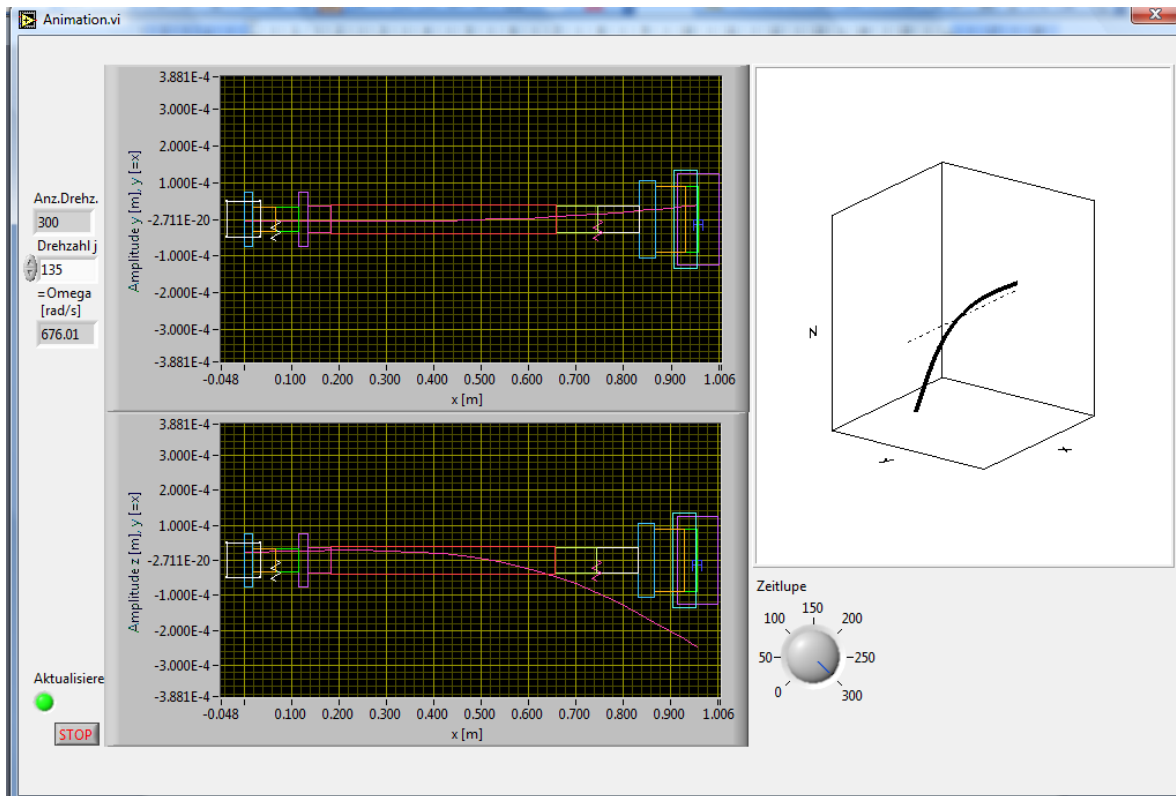 Animation.vi
x
Anz.Drehz.
300
Drehzahl j
135
=Omega
[rad/s]
676.01
Aktualisiere
STOP
Amplitude y [m], y [=x]
3.881E-4
3.000E-4
2.000E-4
1.000E-4
-2.711E-20
-1.000E-4
-2.000E-4
-3.000E-4
-3.881E-4
-0.048 0.100 0.200 0.300 0.400 0.500 0.600 0.700 0.800 0.900 1.006
x [m]
Amplitude z [m], y [=x]
3.881E-4
3.000E-4
2.000E-4
1.000E-4
-2.711E-20
-1.000E-4
-2.000E-4
-3.000E-4
-3.881E-4
-0.048 0.100 0.200 0.300 0.400 0.500 0.600 0.700 0.800 0.900 1.006
x [m]
Z
y
x
Zeitlupe
0 50 100 150 200 250 300